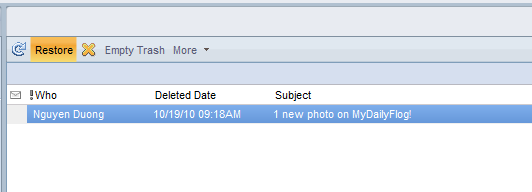 Restore Empty Trash More
! Who Deleted Date Subject
Nguyen Duong 10/19/10 09:18AM 1 new photo on MyDailyFlog!